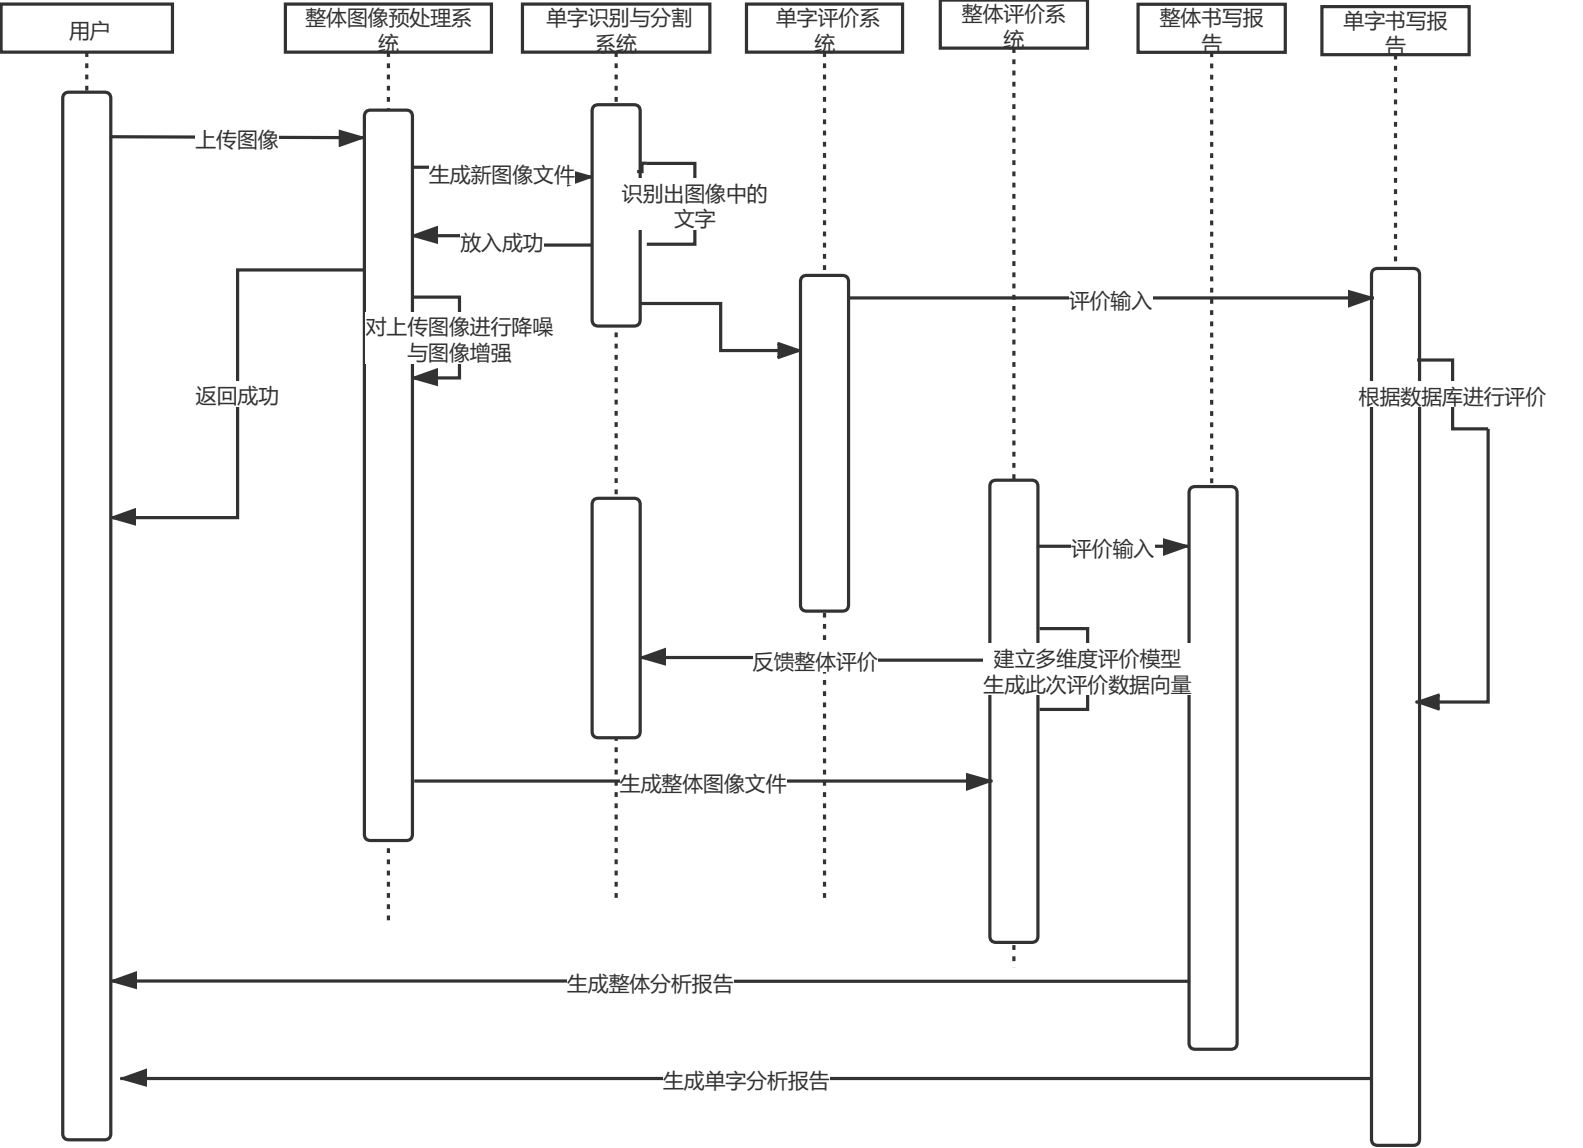 用户
整体图像预处理系
统
单字识别与分割
系统
单字评价系
统
整体评价系
统
整体书写报
告
单字书写报
告
上传图像
生成新图像文件
识别出图像中的
文字
放入成功
评价输入
对上传图像进行降噪
与图像增强
返回成功
根据数据库进行评价
评价输入
反馈整体评价
建立多维度评价模型
生成此次评价数据向量
生成整体图像文件
生成整体分析报告
生成单字分析报告